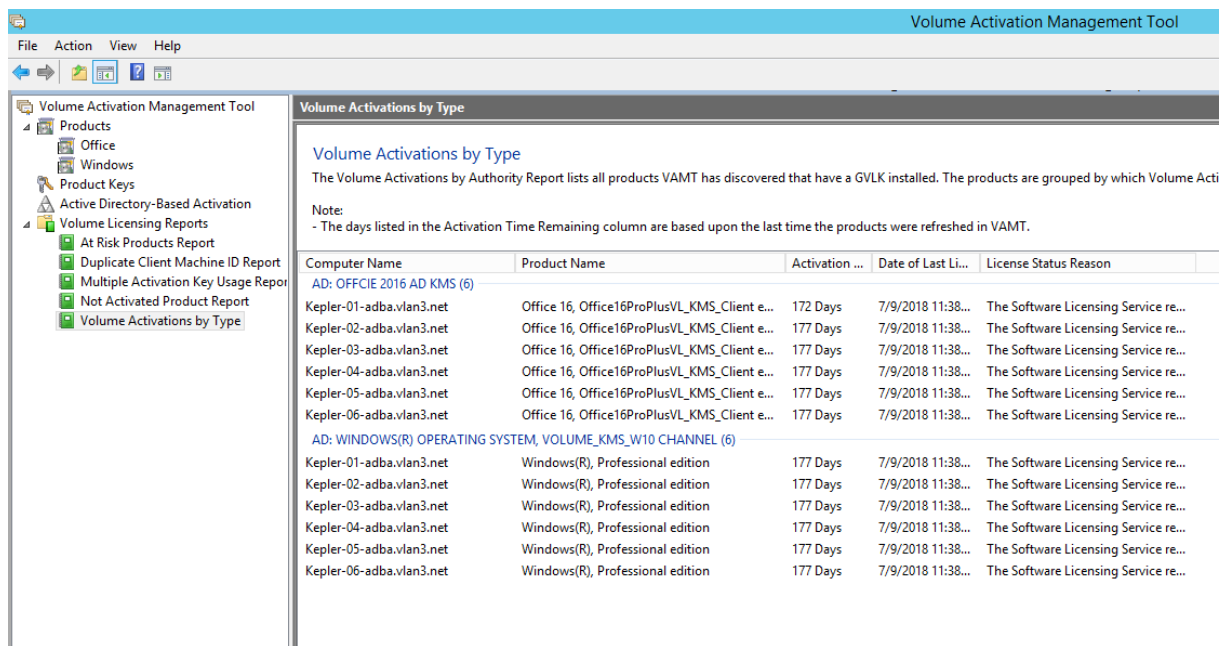 Volume Activation Management Tool
File Action View Help
Volume Activation Management Tool
Products
Office
Windows
Product Keys
Active Directory-Based Activation
Volume Licensing Reports
At Risk Products Report
Duplicate Client Machine ID Report
Multiple Activation Key Usage Repor
Not Activated Product Report
Volume Activations by Type
Volume Activations by Type
Volume Activations by Type
The Volume Activations by Authority Report lists all products VAMT has discovered that have a GVLK installed. The products are grouped by which Volume Acti
Note:
- The days listed in the Activation Time Remaining column are based upon the last time the products were refreshed in VAMT.
Computer Name Product Name Activation ... Date of Last Li... License Status Reason
AD: OFFCIE 2016 AD KMS (6)
Kepler-01-adba.vlan3.net Office 16, Office16ProPlusVL_KMS_Client e... 172 Days 7/9/2018 11:38... The Software Licensing Service re...
Kepler-02-adba.vlan3.net Office 16, Office16ProPlusVL_KMS_Client e... 177 Days 7/9/2018 11:38... The Software Licensing Service re...
Kepler-03-adba.vlan3.net Office 16, Office16ProPlusVL_KMS_Client e... 177 Days 7/9/2018 11:38... The Software Licensing Service re...
Kepler-04-adba.vlan3.net Office 16, Office16ProPlusVL_KMS_Client e... 177 Days 7/9/2018 11:38... The Software Licensing Service re...
Kepler-05-adba.vlan3.net Office 16, Office16ProPlusVL_KMS_Client e... 177 Days 7/9/2018 11:38... The Software Licensing Service re...
Kepler-06-adba.vlan3.net Office 16, Office16ProPlusVL_KMS_Client e... 177 Days 7/9/2018 11:38... The Software Licensing Service re...
AD: WINDOWS(R) OPERATING SYSTEM, VOLUME_KMS_W10 CHANNEL (6)
Kepler-01-adba.vlan3.net Windows(R), Professional edition 177 Days 7/9/2018 11:38... The Software Licensing Service re...
Kepler-02-adba.vlan3.net Windows(R), Professional edition 177 Days 7/9/2018 11:38... The Software Licensing Service re...
Kepler-03-adba.vlan3.net Windows(R), Professional edition 177 Days 7/9/2018 11:38... The Software Licensing Service re...
Kepler-04-adba.vlan3.net Windows(R), Professional edition 177 Days 7/9/2018 11:38... The Software Licensing Service re...
Kepler-05-adba.vlan3.net Windows(R), Professional edition 177 Days 7/9/2018 11:38... The Software Licensing Service re...
Kepler-06-adba.vlan3.net Windows(R), Professional edition 177 Days 7/9/2018 11:38... The Software Licensing Service re...